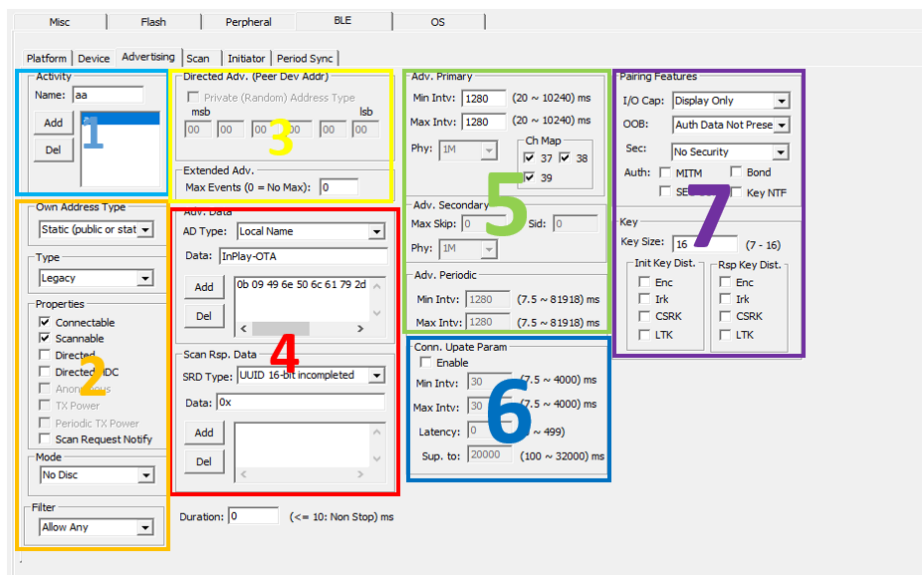 Misc Flash Perpheral BLE OS
Platform Device Advertising Scan Initiator Period Sync
Activity
Name: aa
Add
Del
1
Own Address Type
Static (public or stat
Type
Legacy
Properties
Connectable
Scannable
Directed
Directed
TX Power
Periodic TX Power
Scan Request Notify
2
Mode
No Disc
Filter
Allow Any
Directed Adv. (Peer Dev Addr)
Private (Random) Address Type
msb lsb
00 00 00 00 00 00
3
Extended Adv.
Max Events (0 = No Max): 0
Adv. Data
AD Type: Local Name
Data: InPlay-OTA
Add
0b 09 49 6e 50 6c 61 79 2d
Del
4
Scan Rsp. Data
SRD Type: UUID 16-bit incompleted
Data: 0x
Add
Del
Duration: 0 (<= 10: Non Stop) ms
Adv. Primary
Min Intv: 1280 (20 ~ 10240) ms
Max Intv: 1280 (20 ~ 10240) ms
Phy: 1M
Ch Map
37 38
39
5
Adv. Secondary
Max Skip: 0 Sid: 0
Phy: 1M
Adv. Periodic
Min Intv: 1280 (7.5 ~ 81918) ms
Max Intv: 1280 (7.5 ~ 81918) ms
Conn. Upate Param
Enable
Min Intv: 30 (7.5 ~ 4000) ms
Max Intv: 30 (7.5 ~ 4000) ms
Latency: 0 ~ 499)
Sup. to: 20000 (100 ~ 32000) ms
6
Pairing Features
I/O Cap: Display Only
OOB: Auth Data Not Prese
Sec: No Security
Auth: MITM Bond
Key NTF
7
Key
Key Size: 16 (7 - 16)
Init Key Dist. Rsp Key Dist.
Enc Enc
Irk Irk
CSRK CSRK
LTK LTK